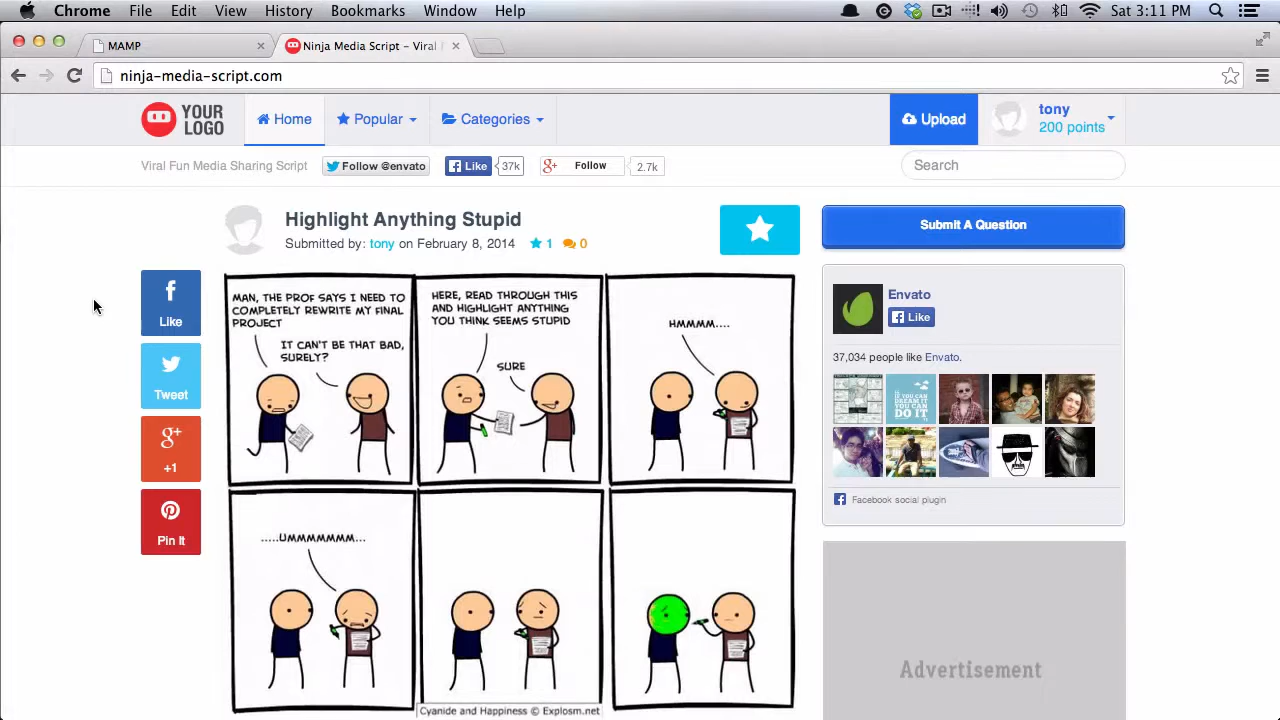 Chrome File Edit View History Bookmarks Window Help Sat 3:11 PM
MAMP
Ninja Media Script – Viral
ninja-media-script.com
YOUR
LOGO
Home
Popular
Categories
Upload
tony
200 points
Viral Fun Media Sharing Script
Follow @envato
Like
37k
g+
Follow
2.7k
Search
Highlight Anything Stupid
Submitted by: tony on February 8, 2014 1 0
Submit A Question
f
Like
Tweet
g+
+1
Pin It
MAN, THE PROF SAYS I NEED TO
COMPLETELY REWRITE MY FINAL
PROJECT
IT CAN'T BE THAT BAD,
SURELY?
HERE, READ THROUGH THIS
AND HIGHLIGHT ANYTHING
YOU THINK SEEMS STUPID
SURE
HMMMM....
.....UMMMMMMM...
Cyanide and Happiness © Explosm.net
Envato
Like
37,034 people like Envato.
Facebook social plugin
Advertisement